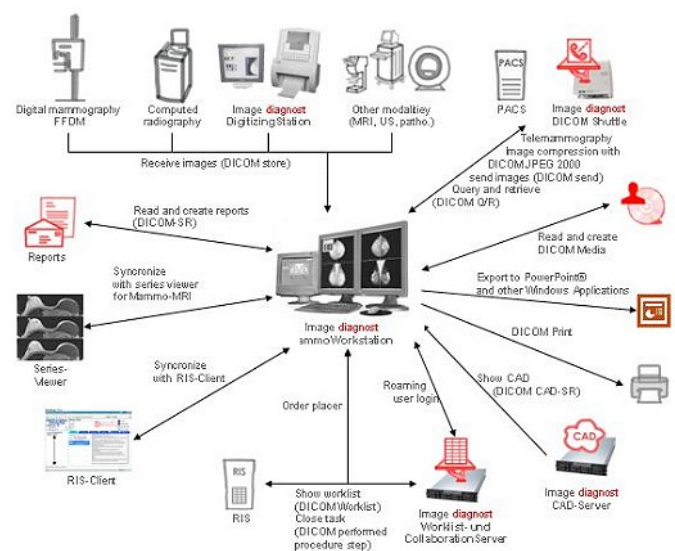 Digital mammography
FFDM
Computed
radiography
Image diagnost
Digitizing Station
Other modalitiey
(MRI, US, patho.)
PACS
PACS
Image diagnost
DICOM Shuttle
Receive images (DICOM store)
Telemammography
Image compression with
DICOMJPEG 2000
send images (DICOM send)
Query and retrieve
(DICOM Q/R)
Read and create reports
(DICOM-SR)
Reports
Read and create
DICOM Media
Syncronize
with series viewer
for Mammo-MRI
Export to PowerPoint®
and other Windows Applications
Image diagnost
ammoWorkstation
DICOM Print
Series-
Viewer
Syncronize
with RIS-Client
Show CAD
(DICOM CAD-SR)
Roaming
user login
Order placer
CAD
RIS-Client
RIS
RIS
Show worklist
(DICOM Worklist)
Close task
(DICOM performed
procedure step)
Image diagnost
Worklist- und
Collaboration Server
Image diagnost
CAD-Server